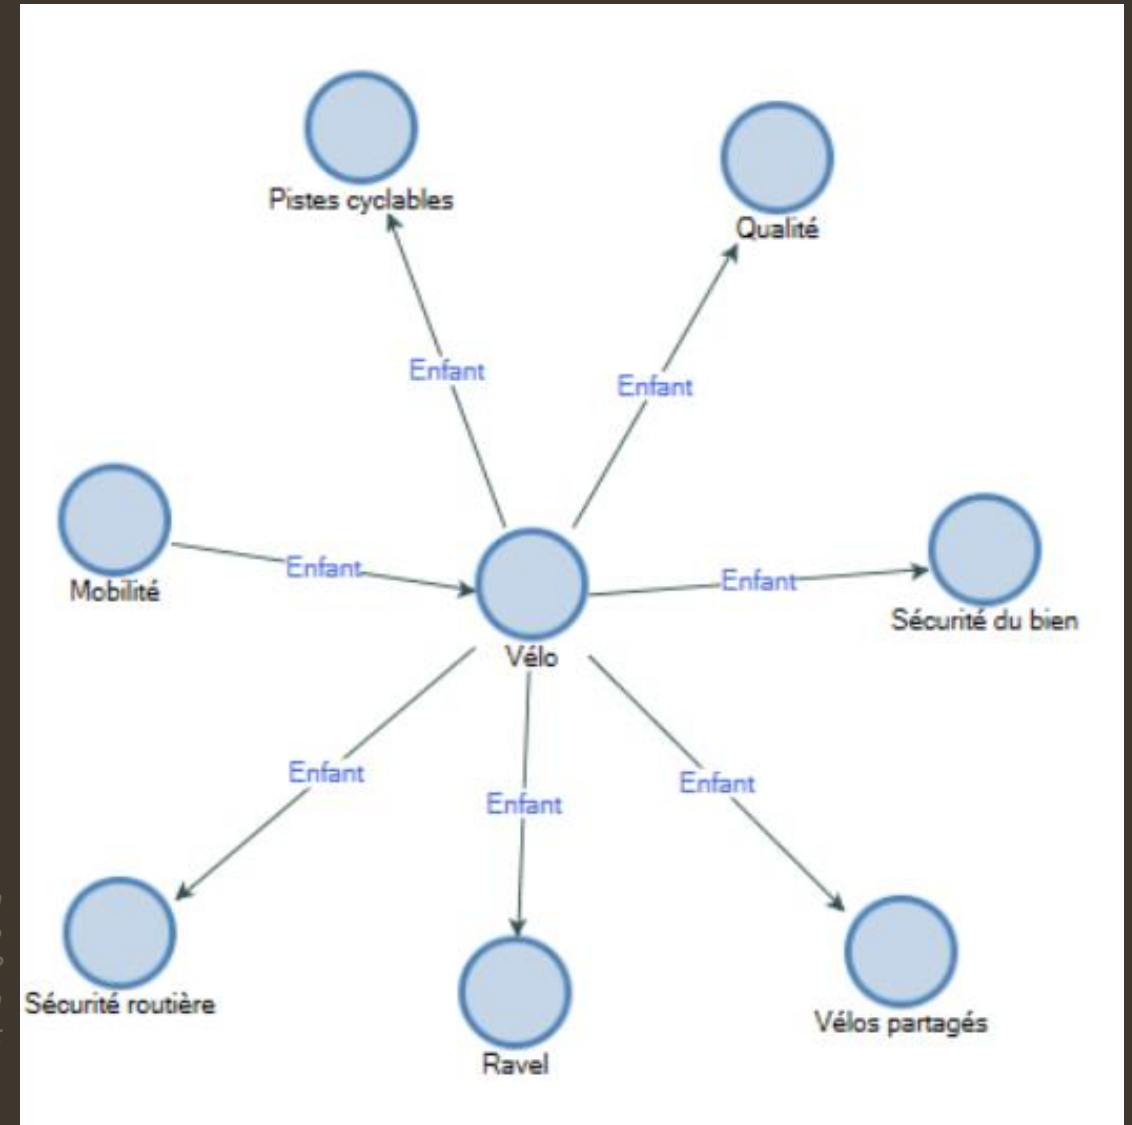 Pistes cyclables
Qualité
Enfant
Enfant
Mobilité
Enfant
Enfant
Sécurité du bien
Vélo
Enfant
Enfant
Enfant
Sécurité routière
Ravel
Vélos partagés